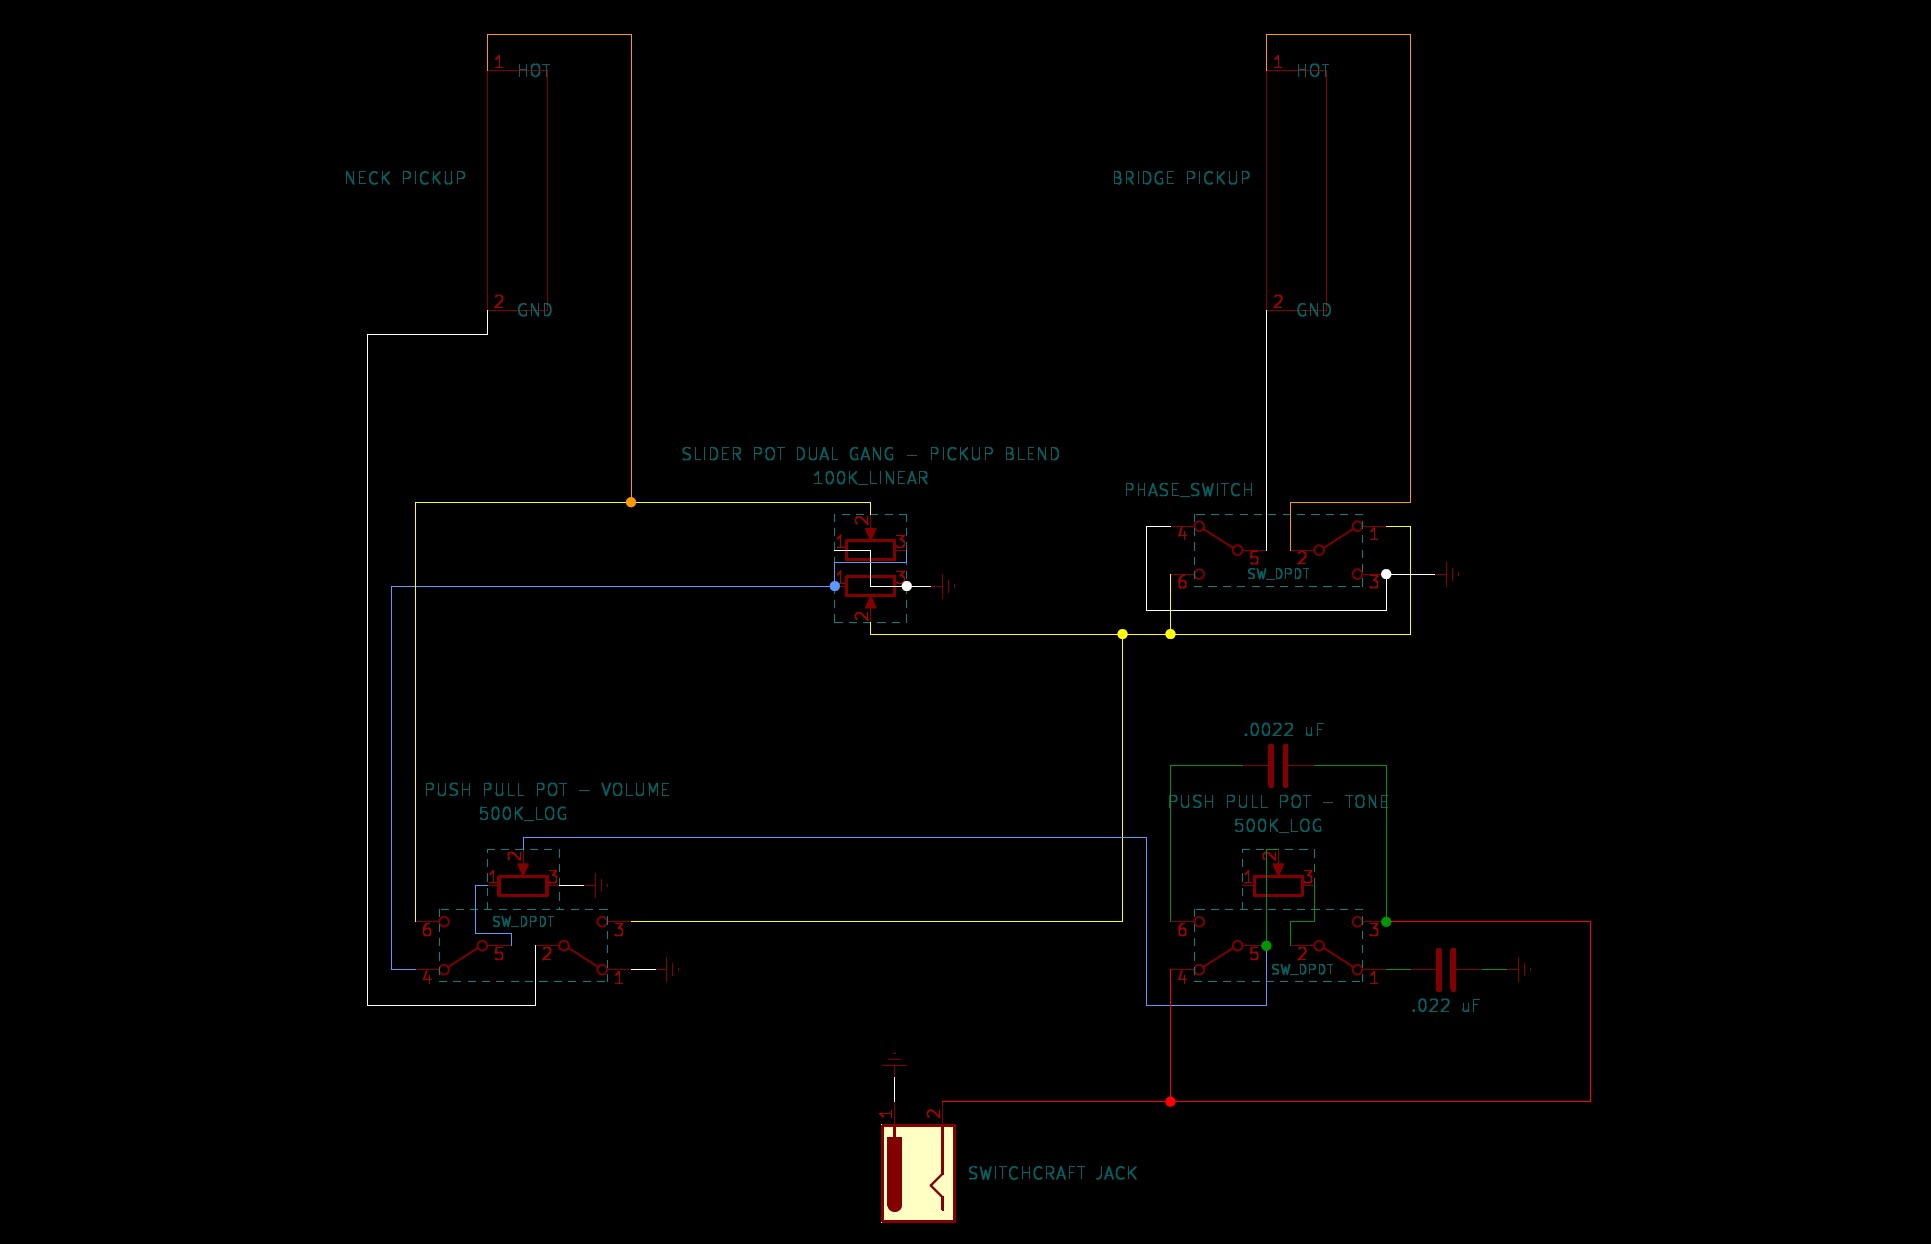 1 HOT
1 HOT
NECK PICKUP
BRIDGE PICKUP
2 GND
2 GND
SLIDER POT DUAL GANG – PICKUP BLEND
100K_LINEAR
PHASE_SWITCH
2
1 3
1 3
2
4 1
5 2
SW_DPDT
6 3
.0022 uF
PUSH PULL POT – VOLUME
500K_LOG
PUSH PULL POT – TONE
500K_LOG
2
1 3
SW_DPDT
6 3
5 2
4 1
2
1 3
6 3
5 2
SW_DPDT
4 1
.022 uF
1 2
SWITCHCRAFT JACK